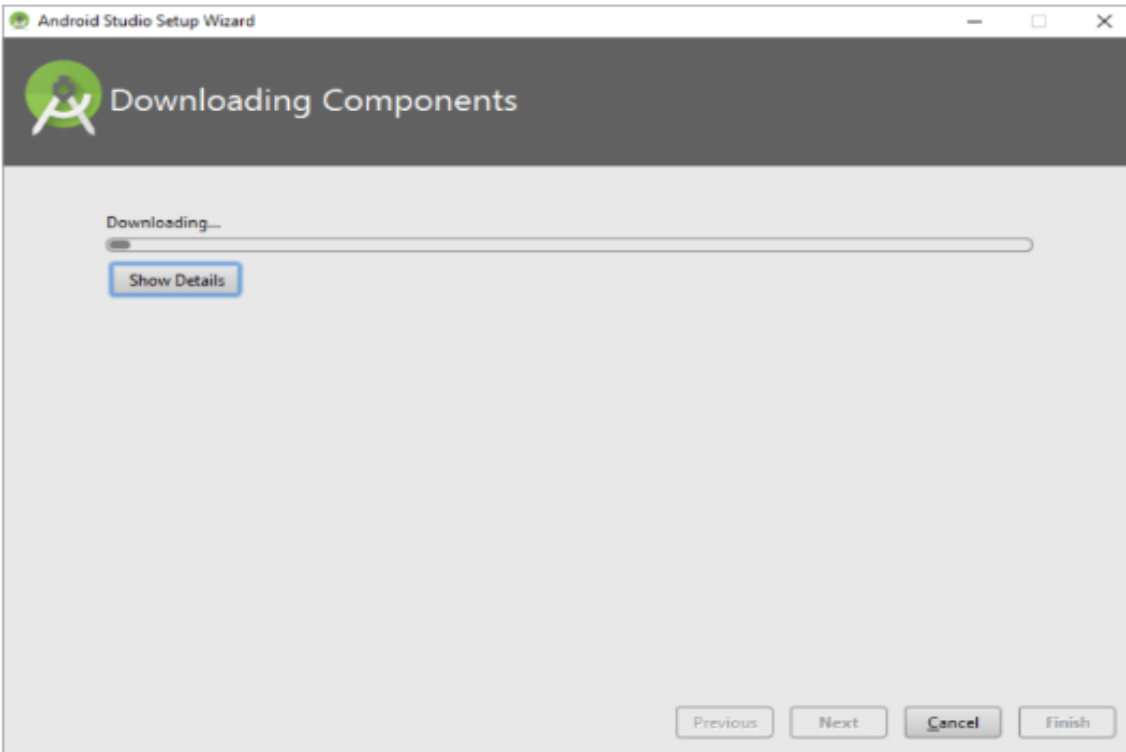 Android Studio Setup Wizard
Downloading Components
Downloading...
Show Details
Previous Next Cancel Finish